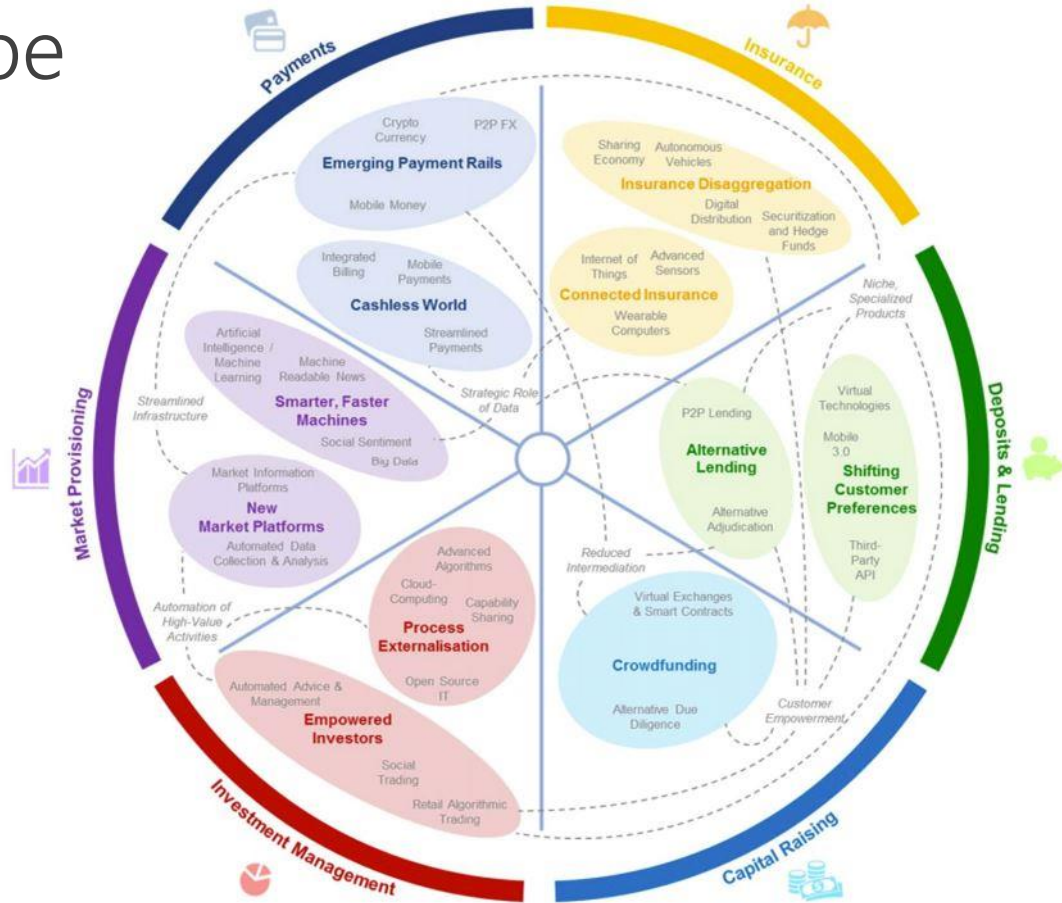 be
Payments
Insurance
Crypto
Currency
P2P FX
Emerging Payment Rails
Mobile Money
Integrated
Billing
Mobile
Payments
Cashless World
Streamlined
Payments
Sharing
Economy
Autonomous
Vehicles
Insurance Disaggregation
Digital
Distribution
Securitization
and Hedge
Funds
Internet of
Things
Advanced
Sensors
Connected Insurance
Wearable
Computers
Niche,
Specialized
Products
Market Provisioning
Artificial
Intelligence /
Machine
Learning
Machine
Readable News
Smarter, Faster
Machines
Social Sentiment
Big Data
Streamlined
Infrastructure
Strategic Role
of Data
Market Information
Platforms
New
Market Platforms
Automated Data
Collection & Analysis
Deposits & Lending
P2P Lending
Alternative
Lending
Alternative
Adjudication
Virtual
Technologies
Mobile
3.0
Shifting
Customer
Preferences
Third-
Party
API
Automation of
High-Value
Activities
Advanced
Algorithms
Cloud-
Computing
Capability
Sharing
Process
Externalisation
Open Source
IT
Automated Advice &
Management
Empowered
Investors
Social
Trading
Retail Algorithmic
Trading
Investment Management
Reduced
Intermediation
Virtual Exchanges
& Smart Contracts
Crowdfunding
Alternative Due
Diligence
Customer
Empowerment
Capital Raising